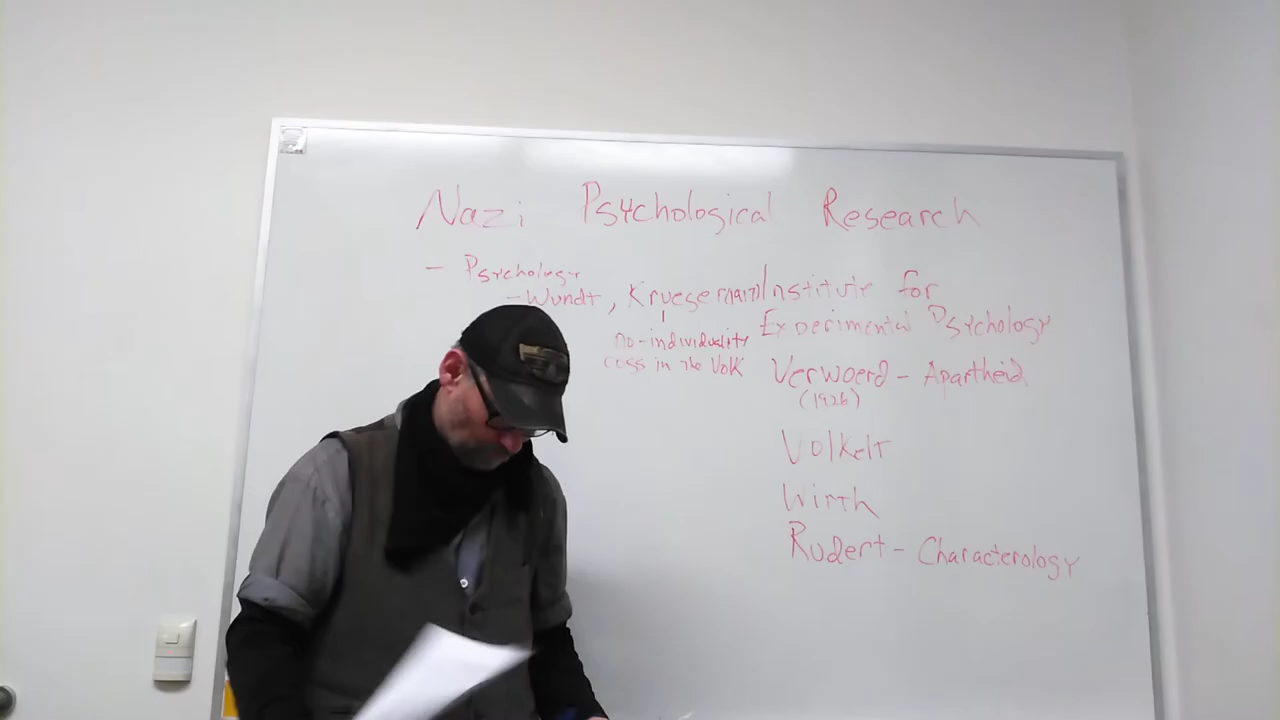 Nazi Psychological Research
- Psychology
- Wundt, Krueger Institute for
Experimental Psychology
no-individuality
in the Volk
Verwoerd - Apartheid
(1926)
Volkelt
Wirth
Rudert - Characterology